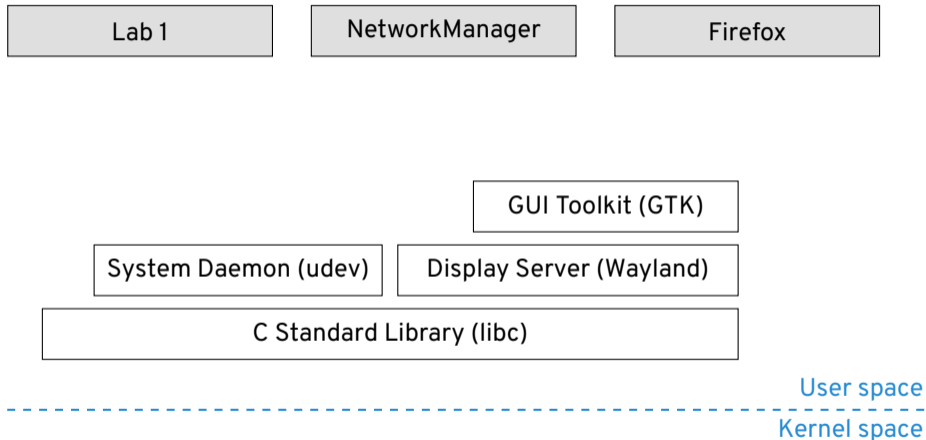 Lab 1
NetworkManager
Firefox
GUI Toolkit (GTK)
System Daemon (udev)
Display Server (Wayland)
C Standard Library (libc)
User space
Kernel space